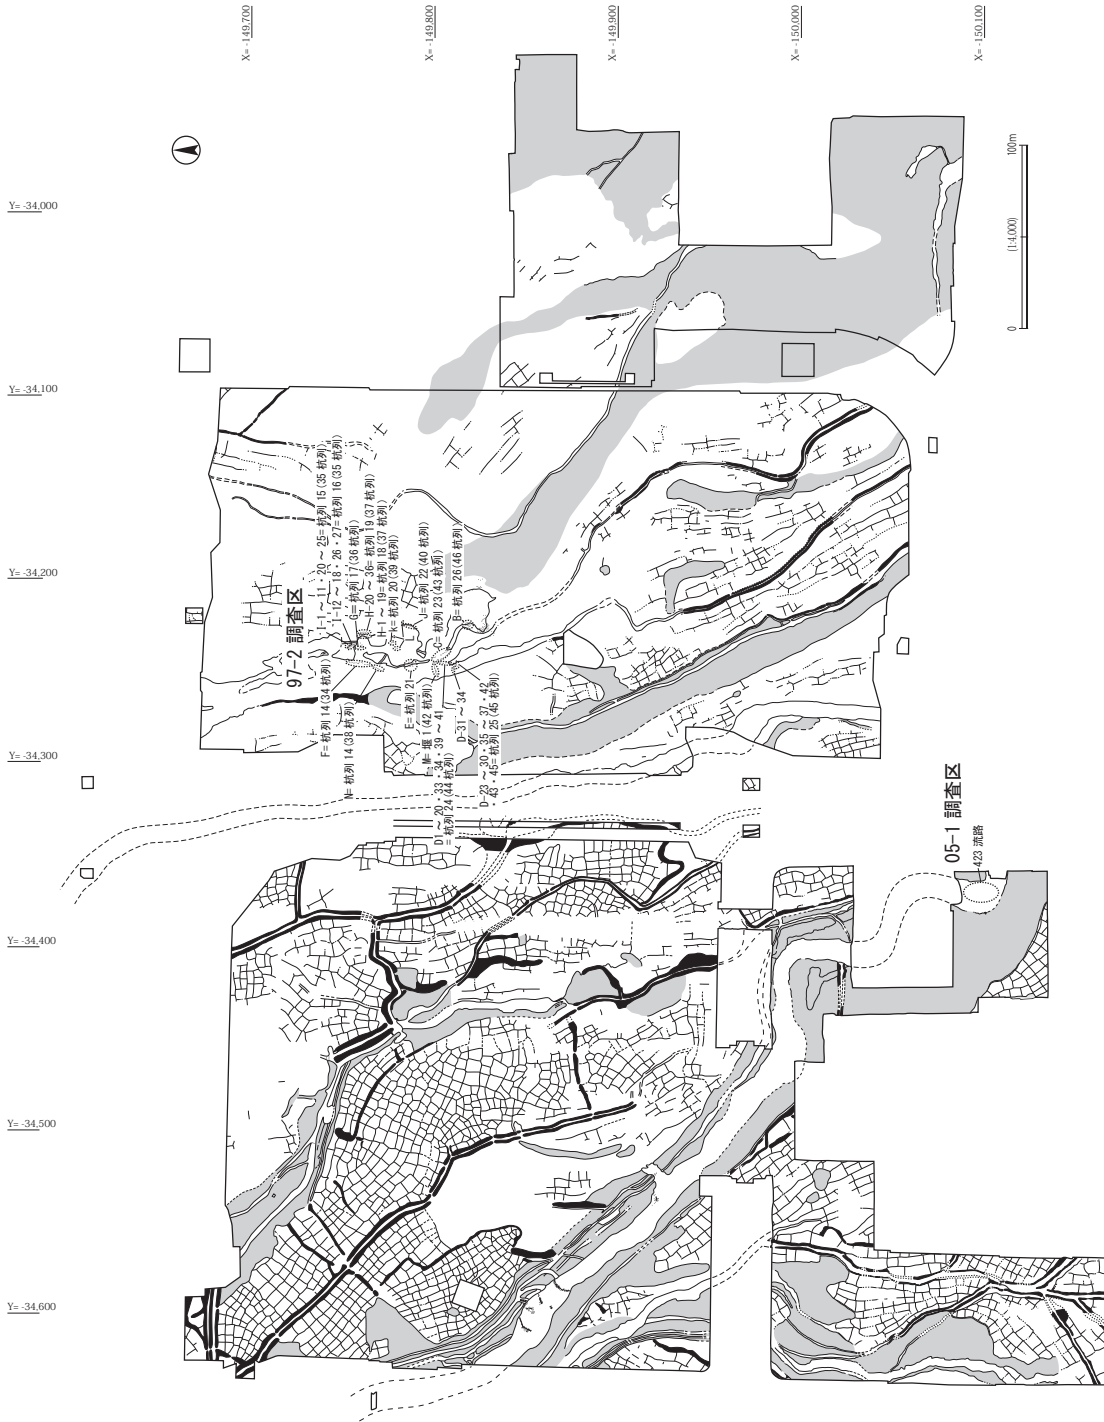 X= -149,700
X= -149,800
X= -149,900
X= -150,000
X= -150,100
Y= -34,000
Y= -34,100
Y= -34,200
Y= -34,300
Y= -34,400
Y= -34,500
Y= -34,600
0
(1:4,000)
100m
97-2 調査区
I-1 ～ 11・20 ～ 25= 杭列 15 (35 杭列)
I-12 ～ 18・26・27= 杭列 16 (35 杭列)
G= 杭列 17 (36 杭列)
H-20 ～ 36= 杭列 19 (37 杭列)
H-1 ～ 19= 杭列 18 (37 杭列)
k= 杭列 20 (39 杭列)
J= 杭列 22 (40 杭列)
C= 杭列 23 (43 杭列)
B= 杭列 26 (46 杭列)
F= 杭列 14 (34 杭列)
N= 杭列 14 (38 杭列)
E= 杭列 21
M= 堰 1 (42 杭列)
D1 ～ 20・33・34・39 ～ 41
= 杭列 24 (44 杭列)
D-31 ～ 34
D-23 ～ 30・35 ～ 37・42
・43・45= 杭列 25 (45 杭列)
05-1 調査区
423 流路